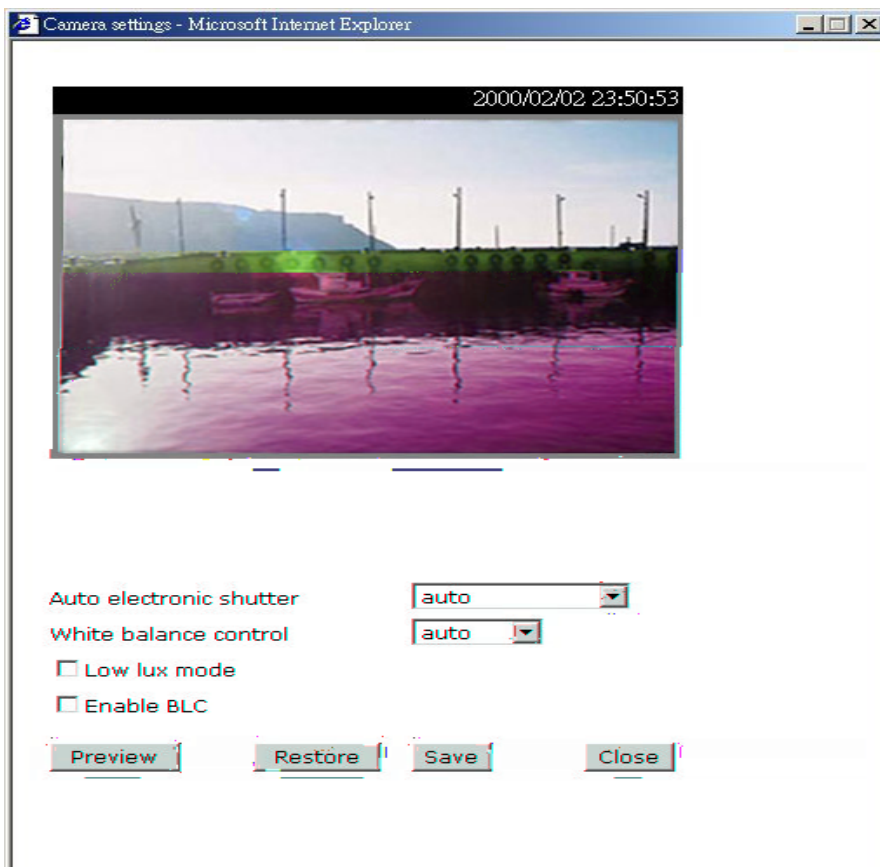 Camera settings - Microsoft Internet Explorer
2000/02/02 23:50:53
Auto electronic shutter auto
White balance control auto
Low lux mode
Enable BLC
Preview Restore Save Close